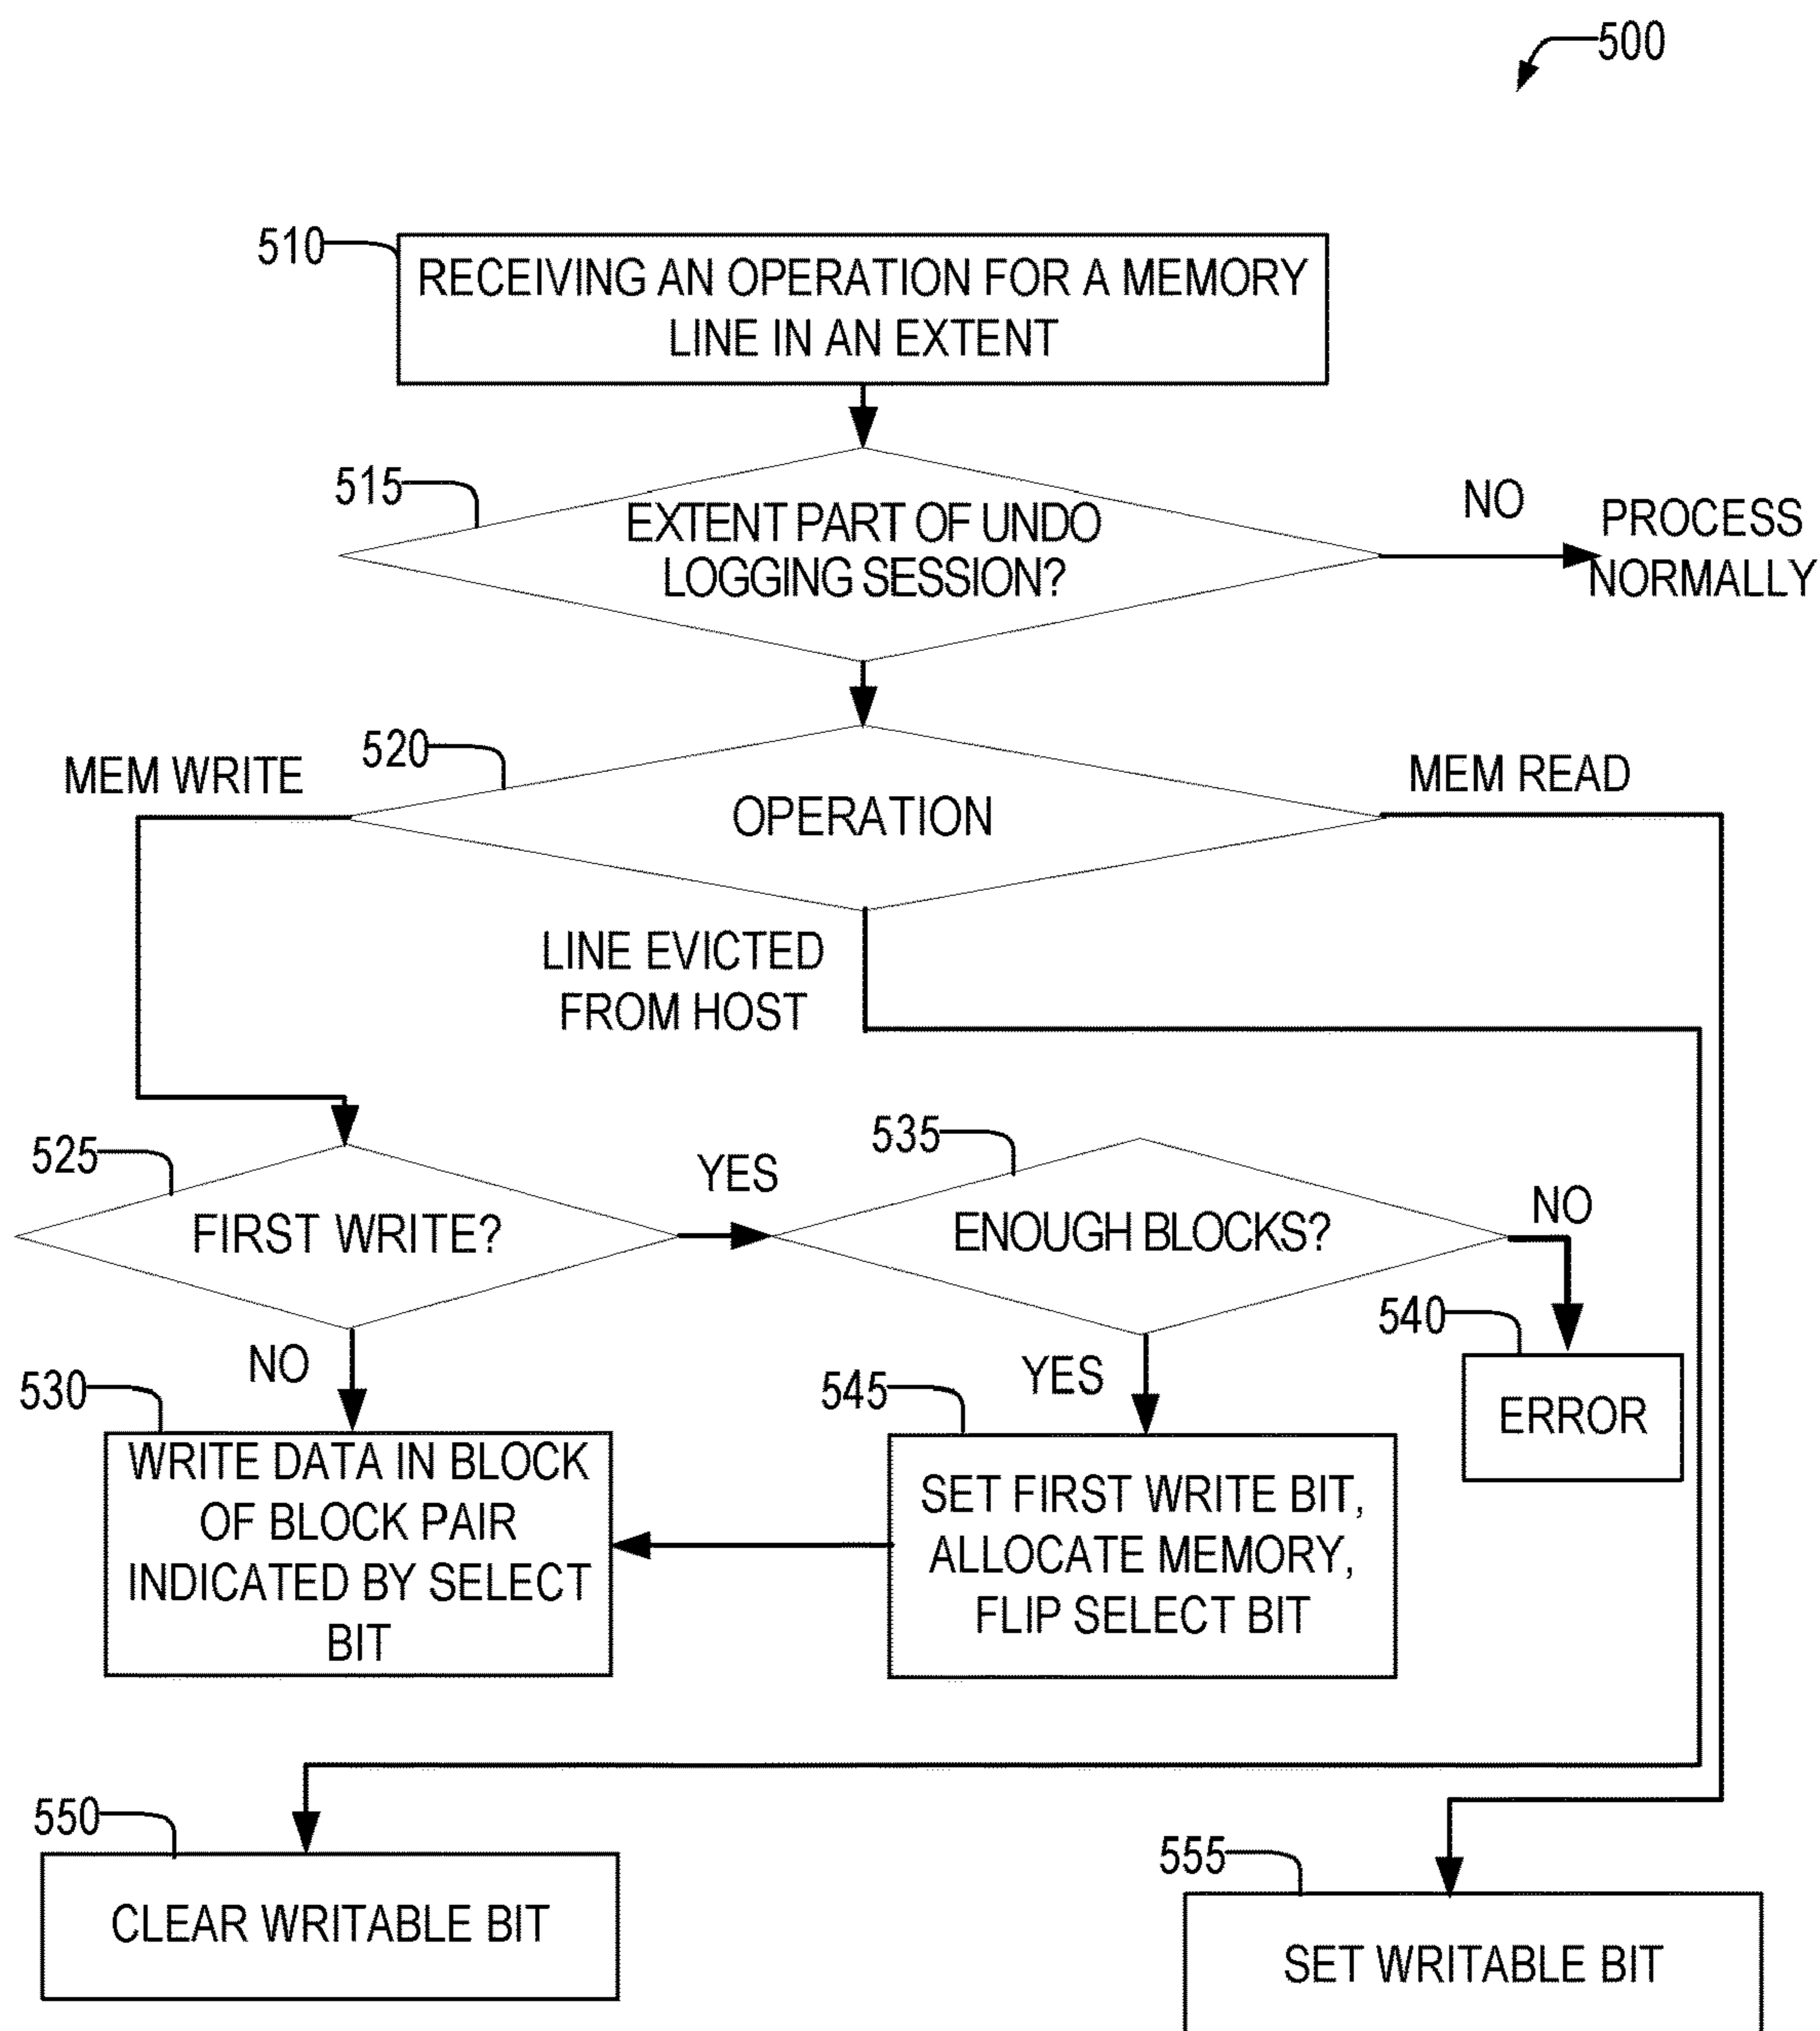 500
510
RECEIVING AN OPERATION FOR A MEMORY
LINE IN AN EXTENT
515
EXTENT PART OF UNDO
LOGGING SESSION?
NO
PROCESS
NORMALLY
520
MEM WRITE
OPERATION
MEM READ
LINE EVICTED
FROM HOST
525
FIRST WRITE?
YES
535
ENOUGH BLOCKS?
NO
540
ERROR
NO
530
WRITE DATA IN BLOCK
OF BLOCK PAIR
INDICATED BY SELECT
BIT
YES
545
SET FIRST WRITE BIT,
ALLOCATE MEMORY,
FLIP SELECT BIT
550
CLEAR WRITABLE BIT
555
SET WRITABLE BIT